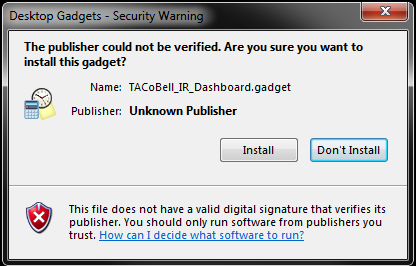 Desktop Gadgets - Security Warning
The publisher could not be verified. Are you sure you want to
install this gadget?
Name: TACoBell_IR_Dashboard.gadget
Publisher: Unknown Publisher
Install Don't Install
This file does not have a valid digital signature that verifies its
publisher. You should only run software from publishers you
trust. How can I decide what software to run?